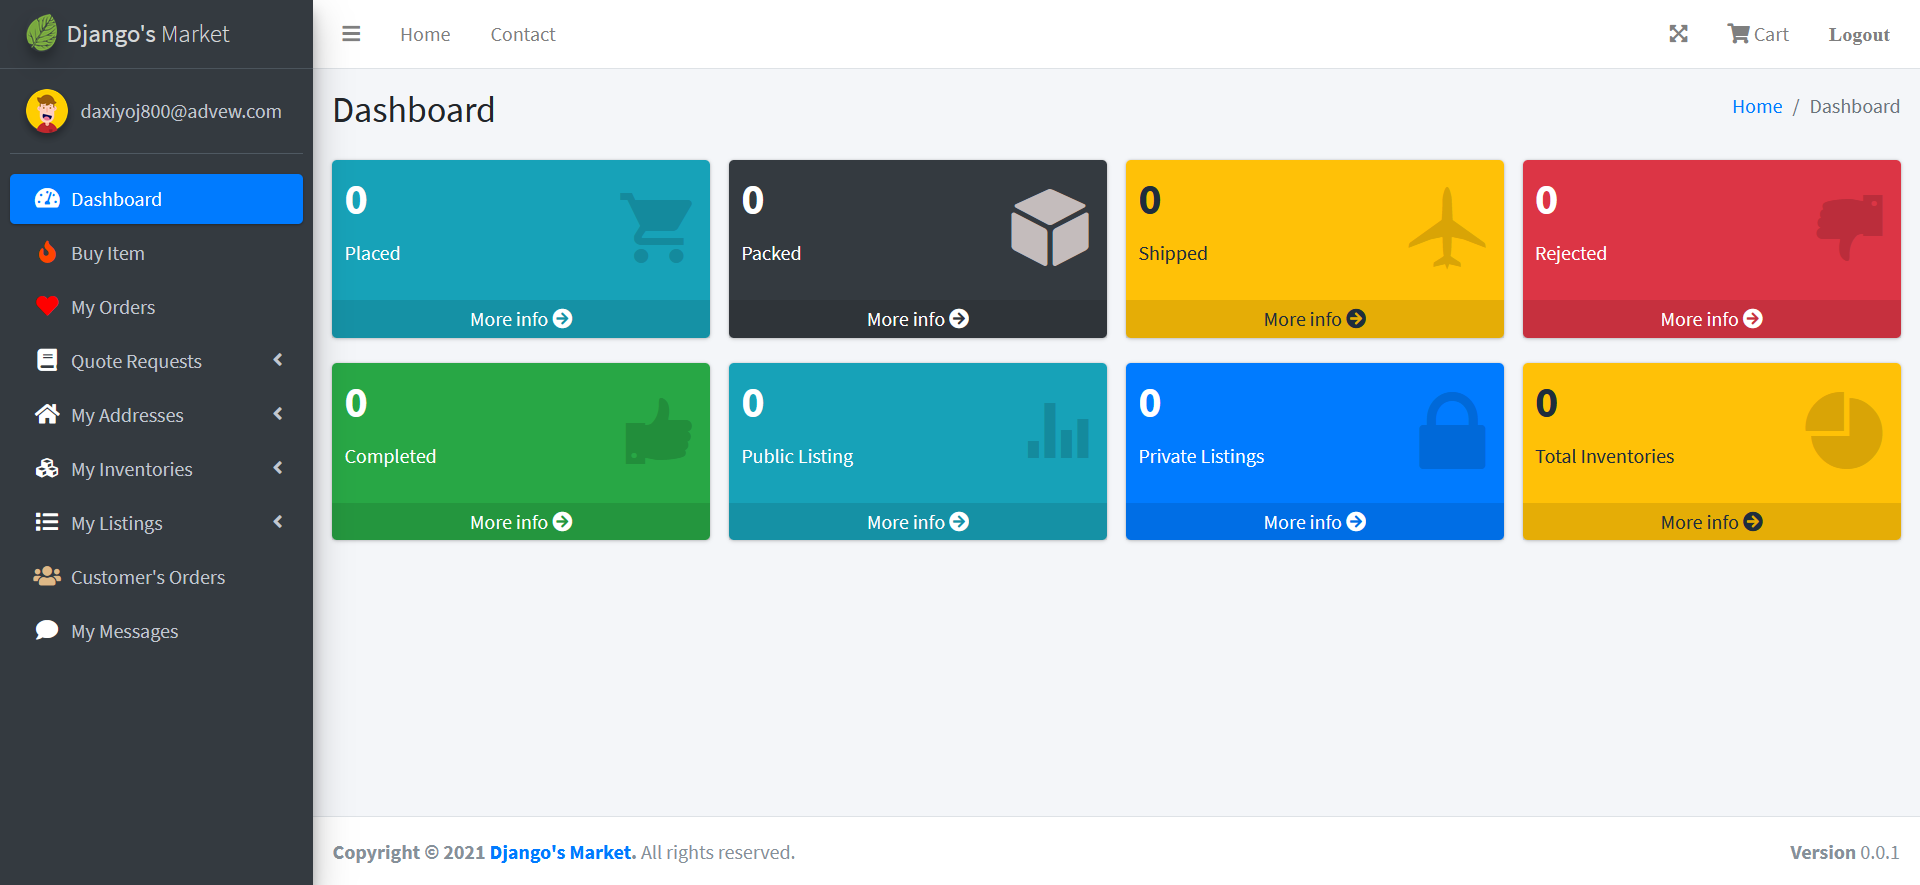 Django's Market
Home
Contact
Cart
Logout
daxiyoj800@advew.com
Dashboard
Buy Item
My Orders
Quote Requests
My Addresses
My Inventories
My Listings
Customer's Orders
My Messages
Dashboard
Home / Dashboard
0
Placed
More info
0
Packed
More info
0
Shipped
More info
0
Rejected
More info
0
Completed
More info
0
Public Listing
More info
0
Private Listings
More info
0
Total Inventories
More info
Copyright © 2021 Django's Market. All rights reserved.
Version 0.0.1